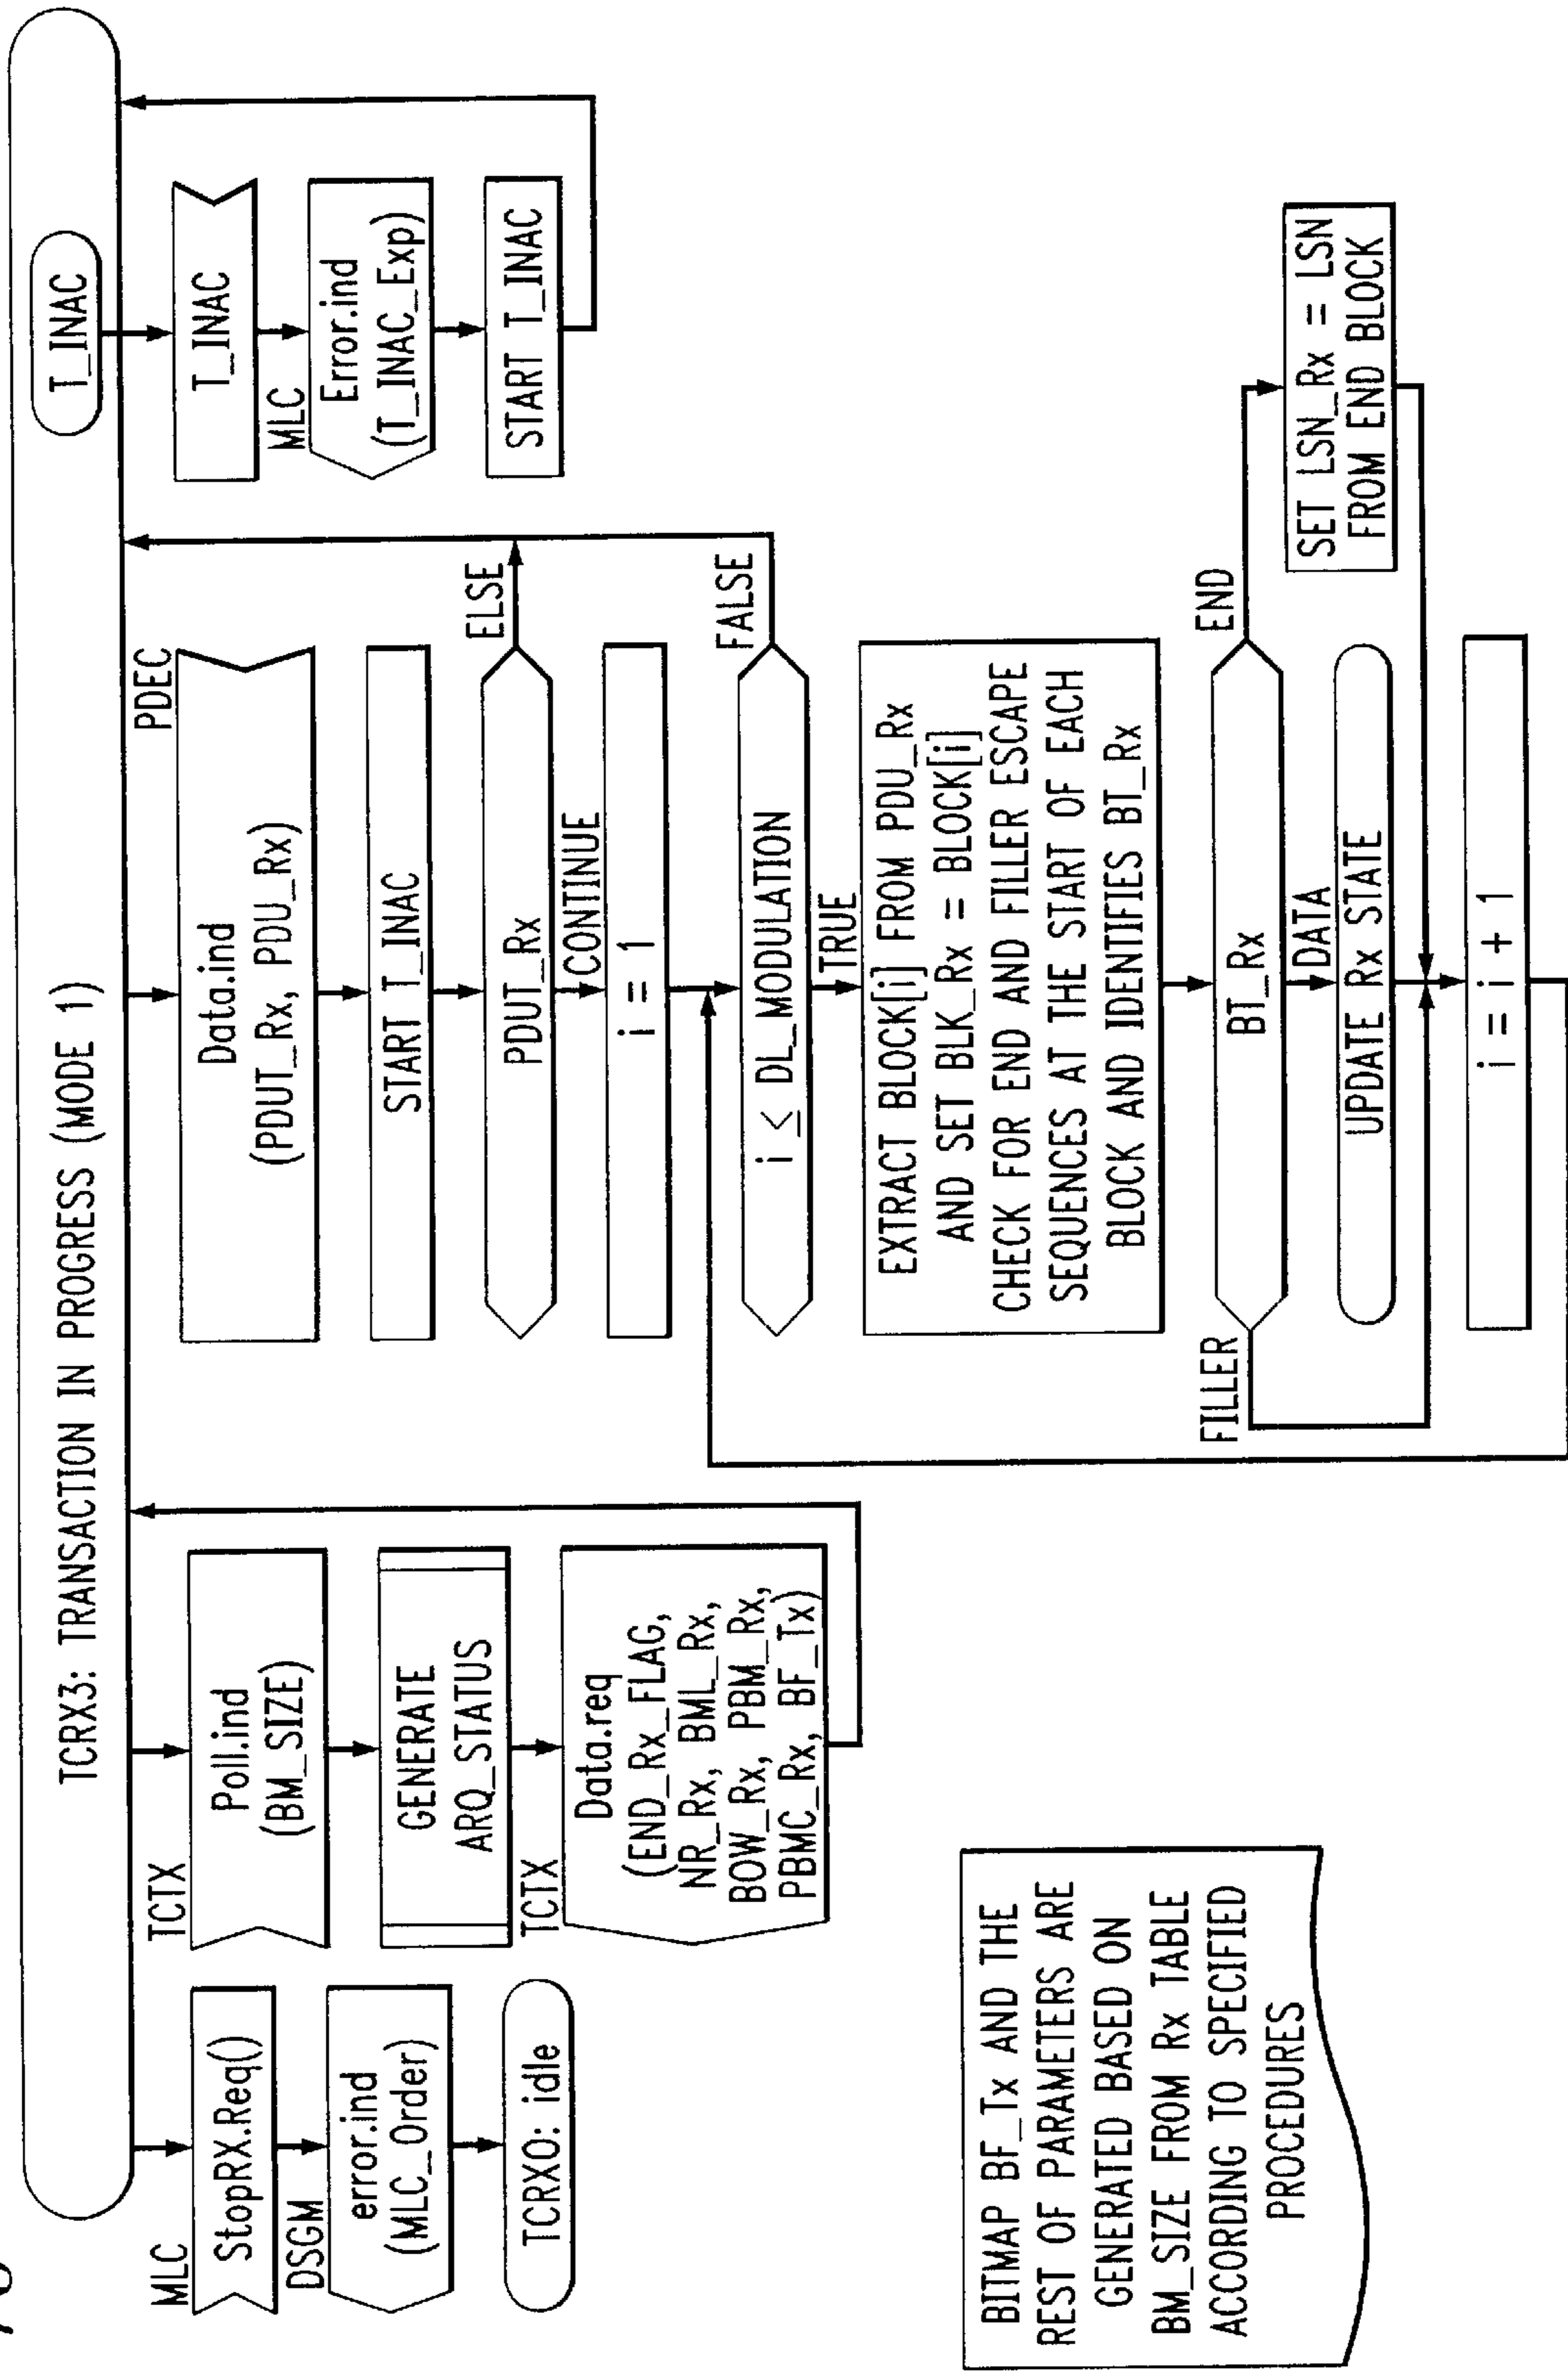 TCRX3: TRANSACTION IN PROGRESS (MODE 1)
MLC
StopRX.Req()
DSGM
error.ind
(MLC_Order)
TCRX0: idle
TCTX
Poll.ind
(BM_SIZE)
GENERATE
ARQ_STATUS
TCTX
Data.req
(END_Rx_FLAG,
NR_Rx, BML_Rx,
BOW_Rx, PBM_Rx,
PBMC_Rx, BF_Tx)
PDEC
Data.ind
(PDUT_Rx, PDU_Rx)
START T_INAC
PDUT_Rx
ELSE
CONTINUE
i = 1
i ≤ DL_MODULATION
FALSE
TRUE
EXTRACT BLOCK[i] FROM PDU_Rx
AND SET BLK_Rx = BLOCK[i]
CHECK FOR END AND FILLER ESCAPE
SEQUENCES AT THE START OF EACH
BLOCK AND IDENTIFIES BT_Rx
FILLER
BT_Rx
END
DATA
UPDATE Rx STATE
SET LSN_Rx = LSN
FROM END BLOCK
i = i + 1
T_INAC
T_INAC
MLC
Error.ind
(T_INAC_Exp)
START T_INAC
BITMAP BF_Tx AND THE
REST OF PARAMETERS ARE
GENERATED BASED ON
BM_SIZE FROM Rx TABLE
ACCORDING TO SPECIFIED
PROCEDURES